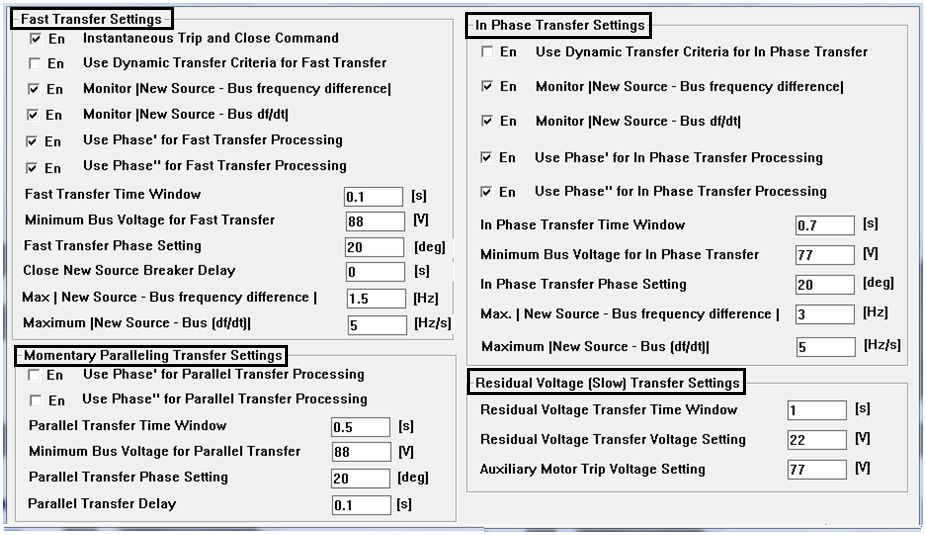 Fast Transfer Settings
En Instantaneous Trip and Close Command
En Use Dynamic Transfer Criteria for Fast Transfer
En Monitor |New Source - Bus frequency difference|
En Monitor |New Source - Bus df/dt|
En Use Phase' for Fast Transfer Processing
En Use Phase'' for Fast Transfer Processing
Fast Transfer Time Window 0.1 [s]
Minimum Bus Voltage for Fast Transfer 88 [V]
Fast Transfer Phase Setting 20 [deg]
Close New Source Breaker Delay 0 [s]
Max | New Source - Bus frequency difference | 1.5 [Hz]
Maximum |New Source - Bus (df/dt)| 5 [Hz/s]
Momentary Paralleling Transfer Settings
En Use Phase' for Parallel Transfer Processing
En Use Phase'' for Parallel Transfer Processing
Parallel Transfer Time Window 0.5 [s]
Minimum Bus Voltage for Parallel Transfer 88 [V]
Parallel Transfer Phase Setting 20 [deg]
Parallel Transfer Delay 0.1 [s]
In Phase Transfer Settings
En Use Dynamic Transfer Criteria for In Phase Transfer
En Monitor |New Source - Bus frequency difference|
En Monitor |New Source - Bus df/dt|
En Use Phase' for In Phase Transfer Processing
En Use Phase'' for In Phase Transfer Processing
In Phase Transfer Time Window 0.7 [s]
Minimum Bus Voltage for In Phase Transfer 77 [V]
In Phase Transfer Phase Setting 20 [deg]
Max. | New Source - Bus frequency difference | 3 [Hz]
Maximum |New Source - Bus (df/dt)| 5 [Hz/s]
Residual Voltage (Slow) Transfer Settings
Residual Voltage Transfer Time Window 1 [s]
Residual Voltage Transfer Voltage Setting 22 [V]
Auxiliary Motor Trip Voltage Setting 77 [V]